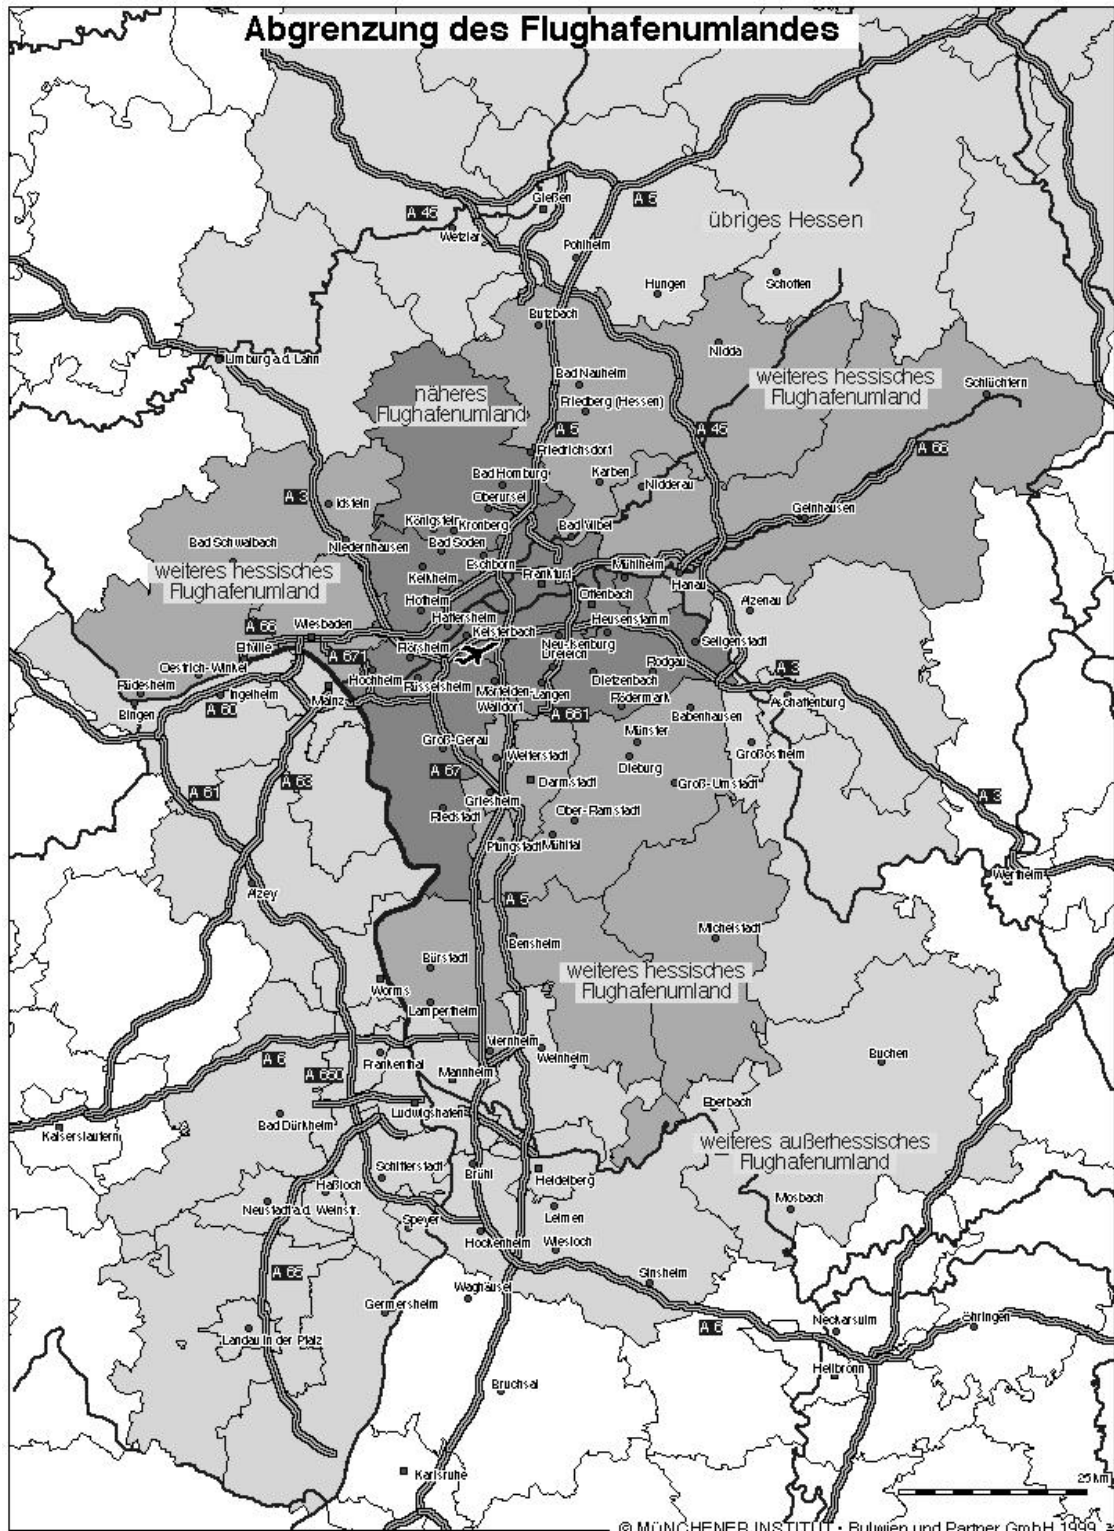 Abgrenzung des Flughafenumlandes
Gießen
A 45
A 5
übriges Hessen
Wetzlar
Pohlheim
Hungen
Schotten
Butzbach
Limburg a.d. Lahn
Nidda
Bad Nauheim
weiteres hessisches
Flughafenumland
Schlüchtern
näheres
Flughafenumland
Friedberg (Hessen)
A 5
A 45
A 66
Friedrichsdorf
Bad Homburg
Karben
Nidderau
A 3
Idstein
Oberursel
Gelnhausen
Königstein
Kronberg
Bad Vilbel
Bad Schwalbach
Niedernhausen
Bad Soden
Eschborn
weiteres hessisches
Flughafenumland
Kelkheim
Frankfurt
Mühlheim
Hanau
Hofheim
Offenbach
Alzenau
Hattersheim
Heusenstamm
A 66
Wiesbaden
Kelsterbach
Neu-Isenburg
Seligenstadt
Eltville
A 671
Flörsheim
Dreieich
Oestrich-Winkel
Hochheim
Rodgau
A 3
Rüdesheim
Ingelheim
Mainz
Rüsselsheim
Mörfelden-
Walldorf
Langen
Dietzenbach
Rödermark
Aschaffenburg
Bingen
A 60
A 661
Babenhausen
Groß-Gerau
Münster
Weiterstadt
Dieburg
Großostheim
A 63
A 67
Darmstadt
Groß-Umstadt
A 61
Griesheim
A 3
Riedstadt
Ober-Ramstadt
Pfungstadt
Mühltal
Alzey
Wertheim
A 5
Michelstadt
Bensheim
Bürstadt
weiteres hessisches
Flughafenumland
Worms
Lampertheim
Viernheim
Weinheim
A 6
Frankenthal
Buchen
A 650
Mannheim
Ludwigshafen
Eberbach
Kaiserslautern
Bad Dürkheim
weiteres außerhessisches
Flughafenumland
Schifferstadt
Brühl
Heidelberg
Haßloch
Mosbach
Neustadt a.d. Weinstr.
Speyer
Leimen
Hockenheim
Wiesloch
A 65
Sinsheim
Waghäusel
Germersheim
A 6
Neckarsulm
Öhringen
Landau in der Pfalz
Heilbronn
Bruchsal
Karlsruhe
25 km
© MÜNCHENER INSTITUT • Bulwien und Partner GmbH 1999